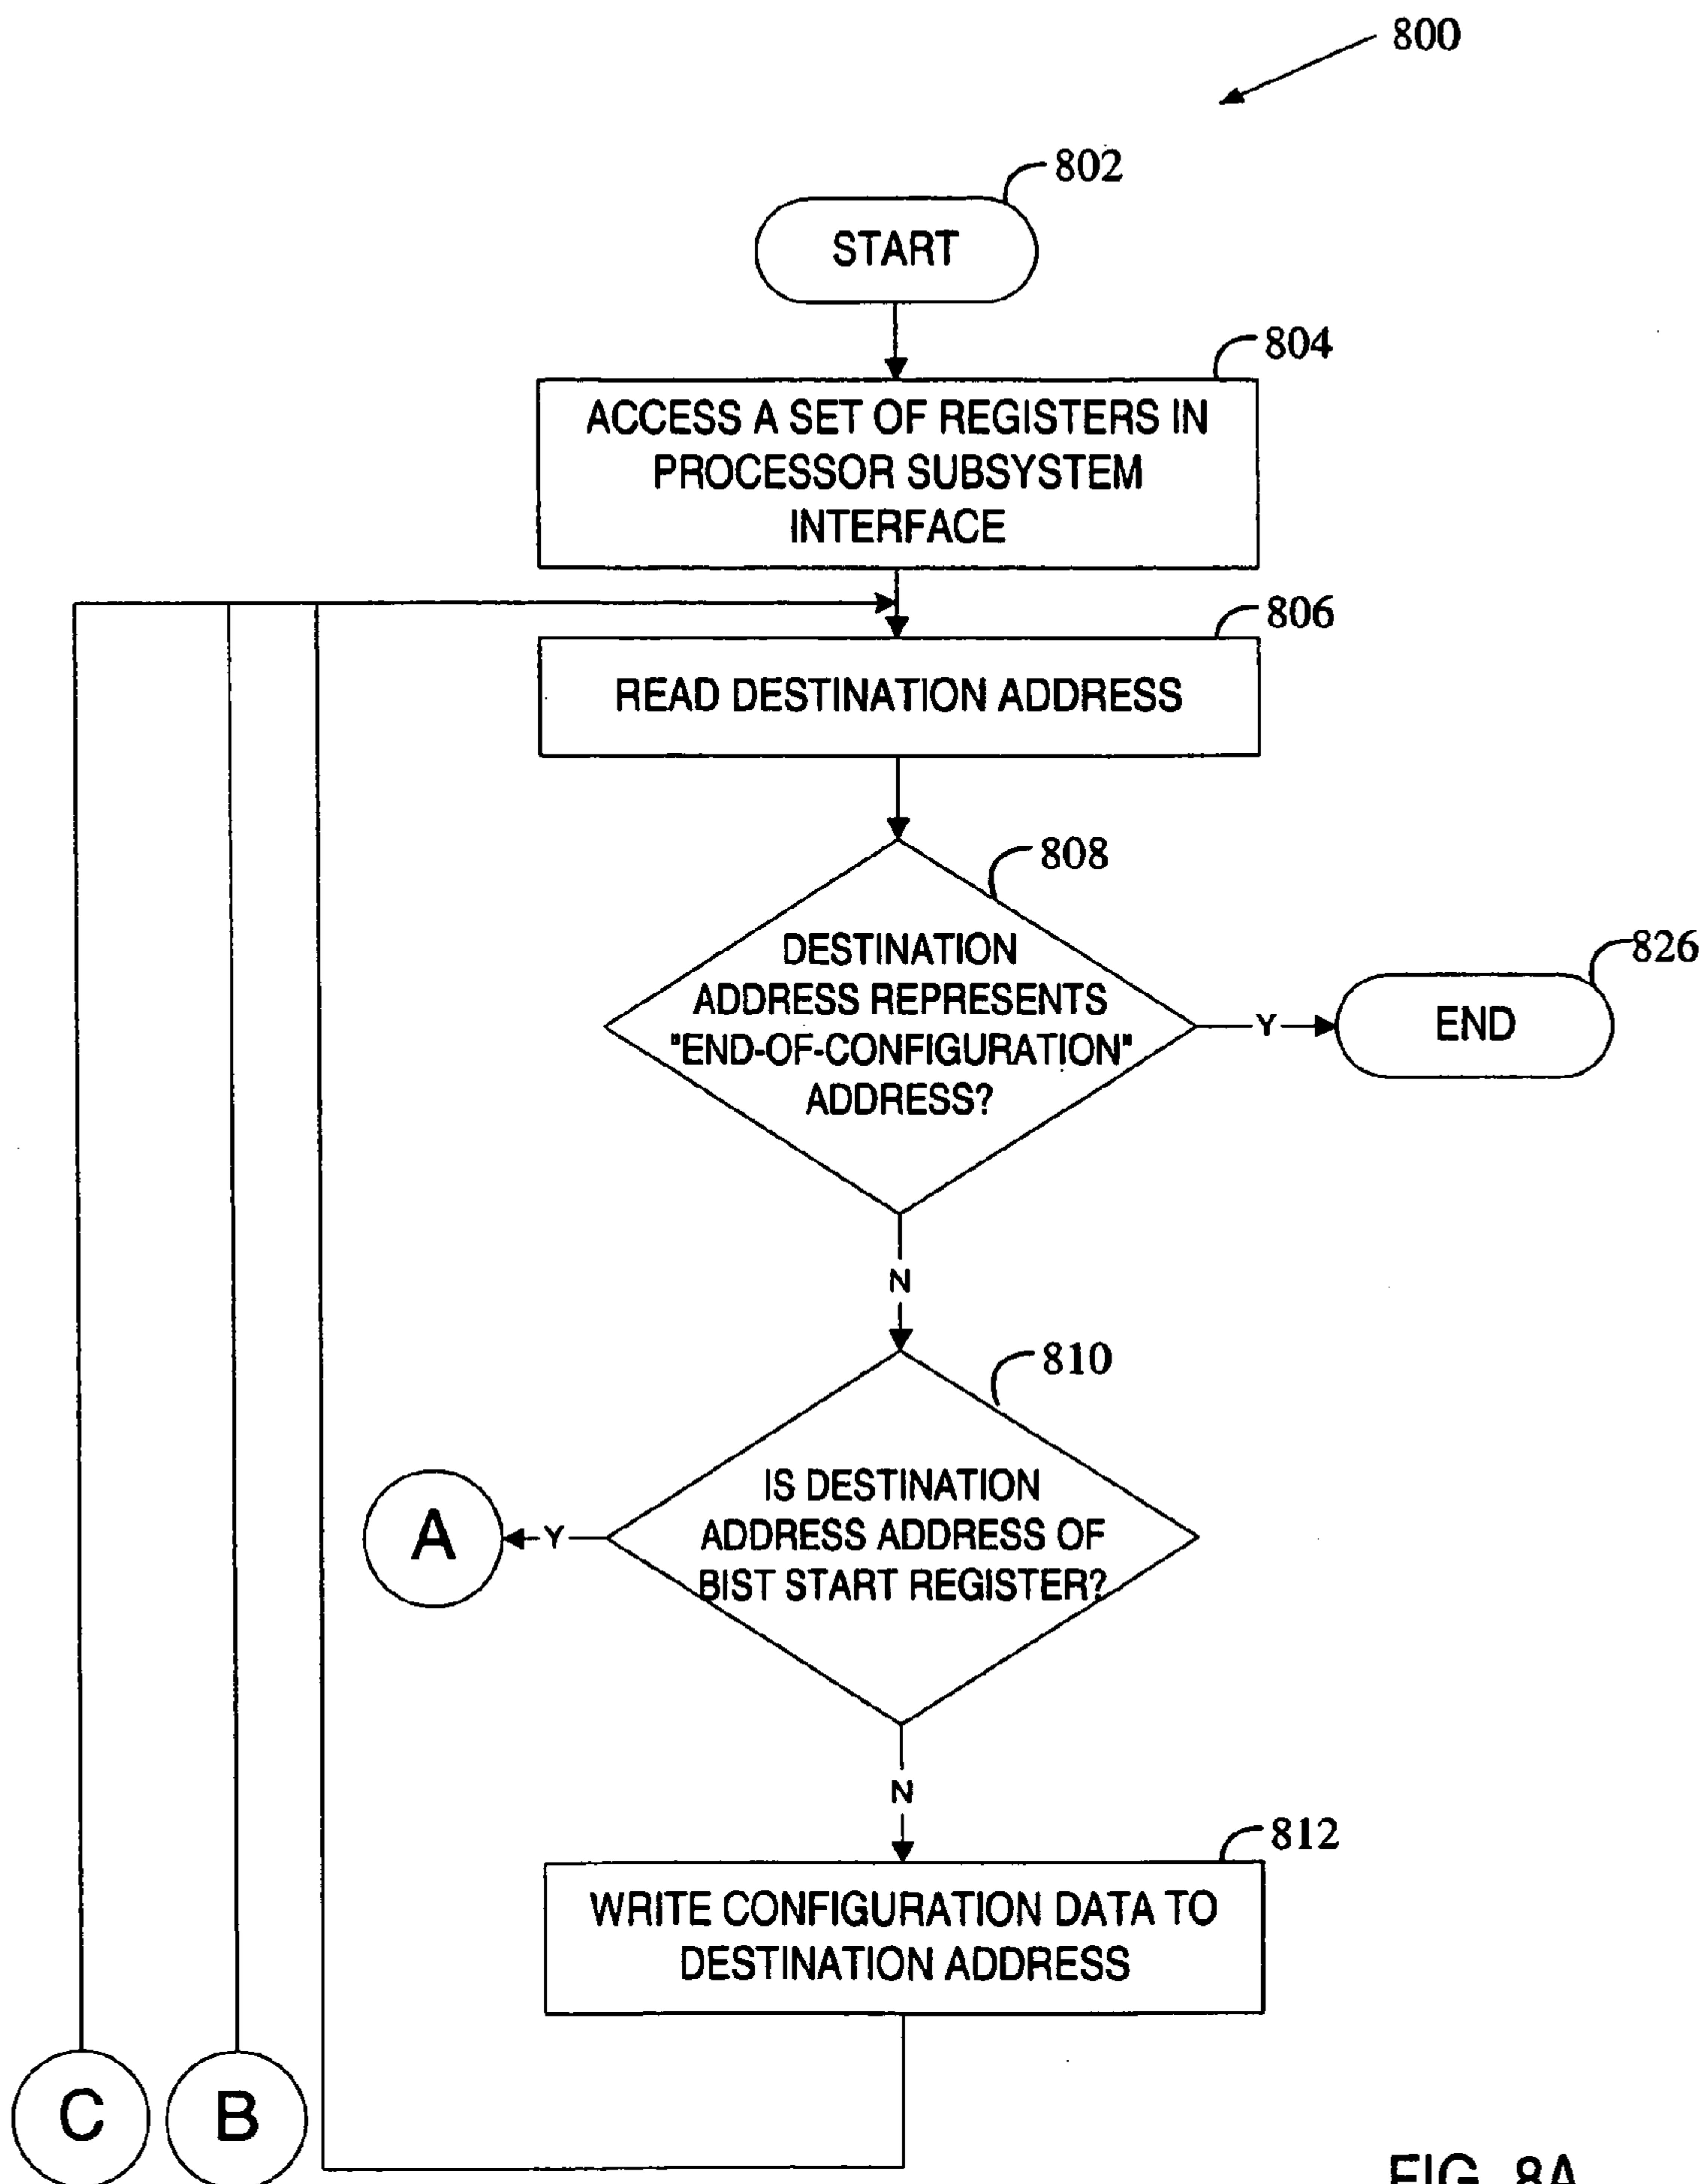 800
802
START
804
ACCESS A SET OF REGISTERS IN
PROCESSOR SUBSYSTEM
INTERFACE
806
READ DESTINATION ADDRESS
808
DESTINATION
ADDRESS REPRESENTS
"END-OF-CONFIGURATION"
ADDRESS?
Y
826
END
N
810
IS DESTINATION
ADDRESS ADDRESS OF
BIST START REGISTER?
Y
A
N
812
WRITE CONFIGURATION DATA TO
DESTINATION ADDRESS
C
B
FIG. 8A